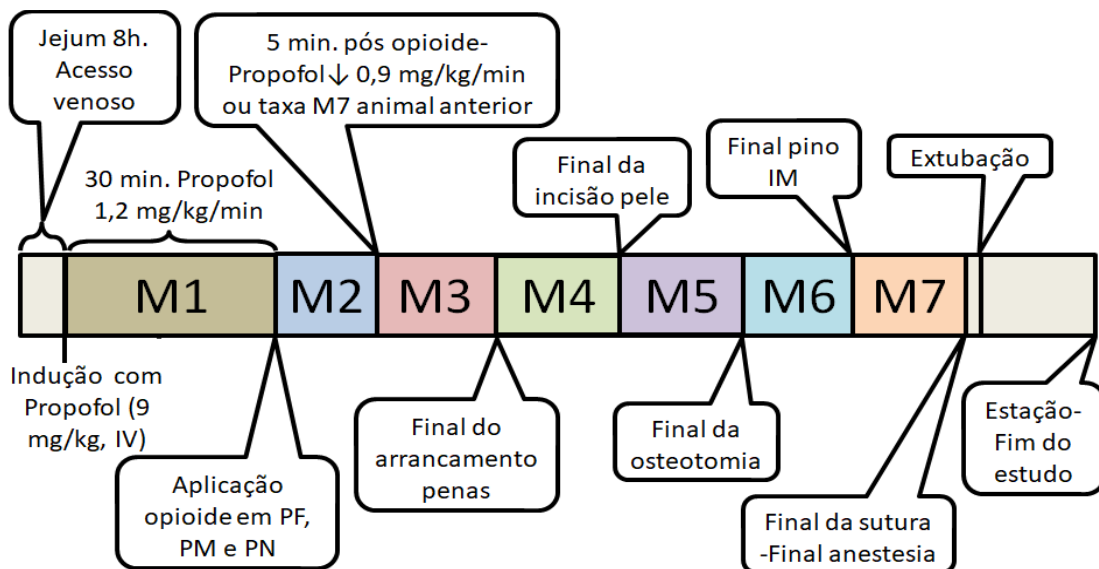 Jejum 8h.
Acesso
venoso
5 min. pós opioide-
Propofol ↓ 0,9 mg/kg/min
ou taxa M7 animal anterior
30 min. Propofol
1,2 mg/kg/min
Final da
incisão pele
Final pino
IM
Extubação
M1
M2
M3
M4
M5
M6
M7
Indução com
Propofol (9
mg/kg, IV)
Aplicação
opioide em PF,
PM e PN
Final do
arrancamento
penas
Final da
osteotomia
Final da sutura
-Final anestesia
Estação-
Fim do
estudo